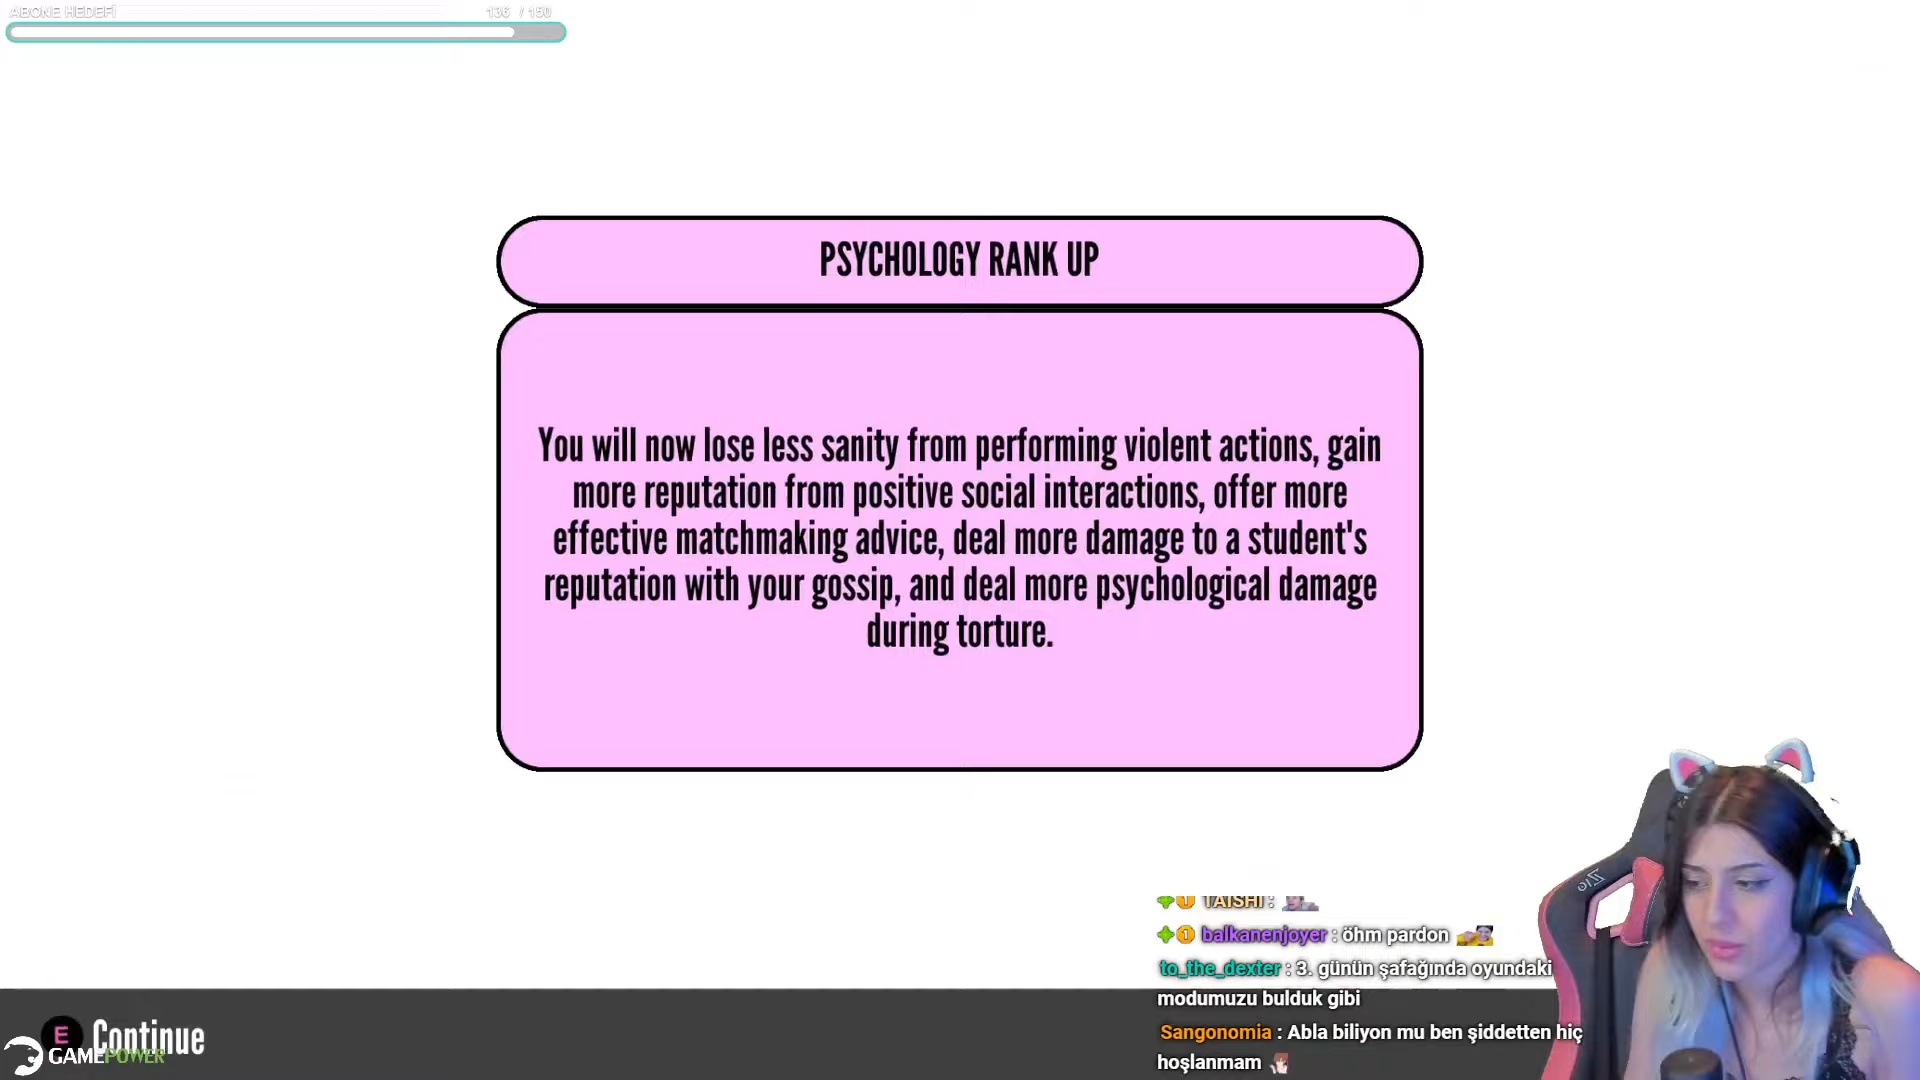 ABONE HEDEFİ 136 / 150
PSYCHOLOGY RANK UP
You will now lose less sanity from performing violent actions, gain
more reputation from positive social interactions, offer more
effective matchmaking advice, deal more damage to a student's
reputation with your gossip, and deal more psychological damage
during torture.
TAISHI :
balkanenjoyer : öhm pardon
to_the_dexter : 3. günün şafağında oyundaki
modumuzu bulduk gibi
Sangonomia : Abla biliyon mu ben şiddetten hiç
hoşlanmam
E Continue
GAMEPOWER